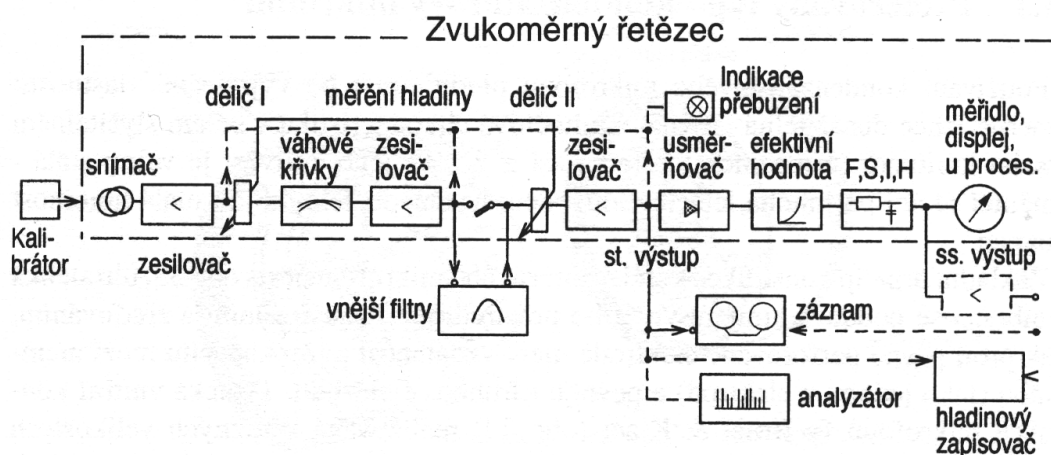 Zvukoměrný řetězec
Indikace
přebuzení
dělič I
měření hladiny
dělič II
měřidlo,
displej,
u proces.
snímač
váhové
křivky
zesi-
lovač
zesi-
lovač
usměr-
ňovač
efektivní
hodnota
F,S,I,H
<
<
<
Kali-
brátor
zesilovač
st. výstup
ss. výstup
<
vnější filtry
záznam
analyzátor
hladinový
zapisovač